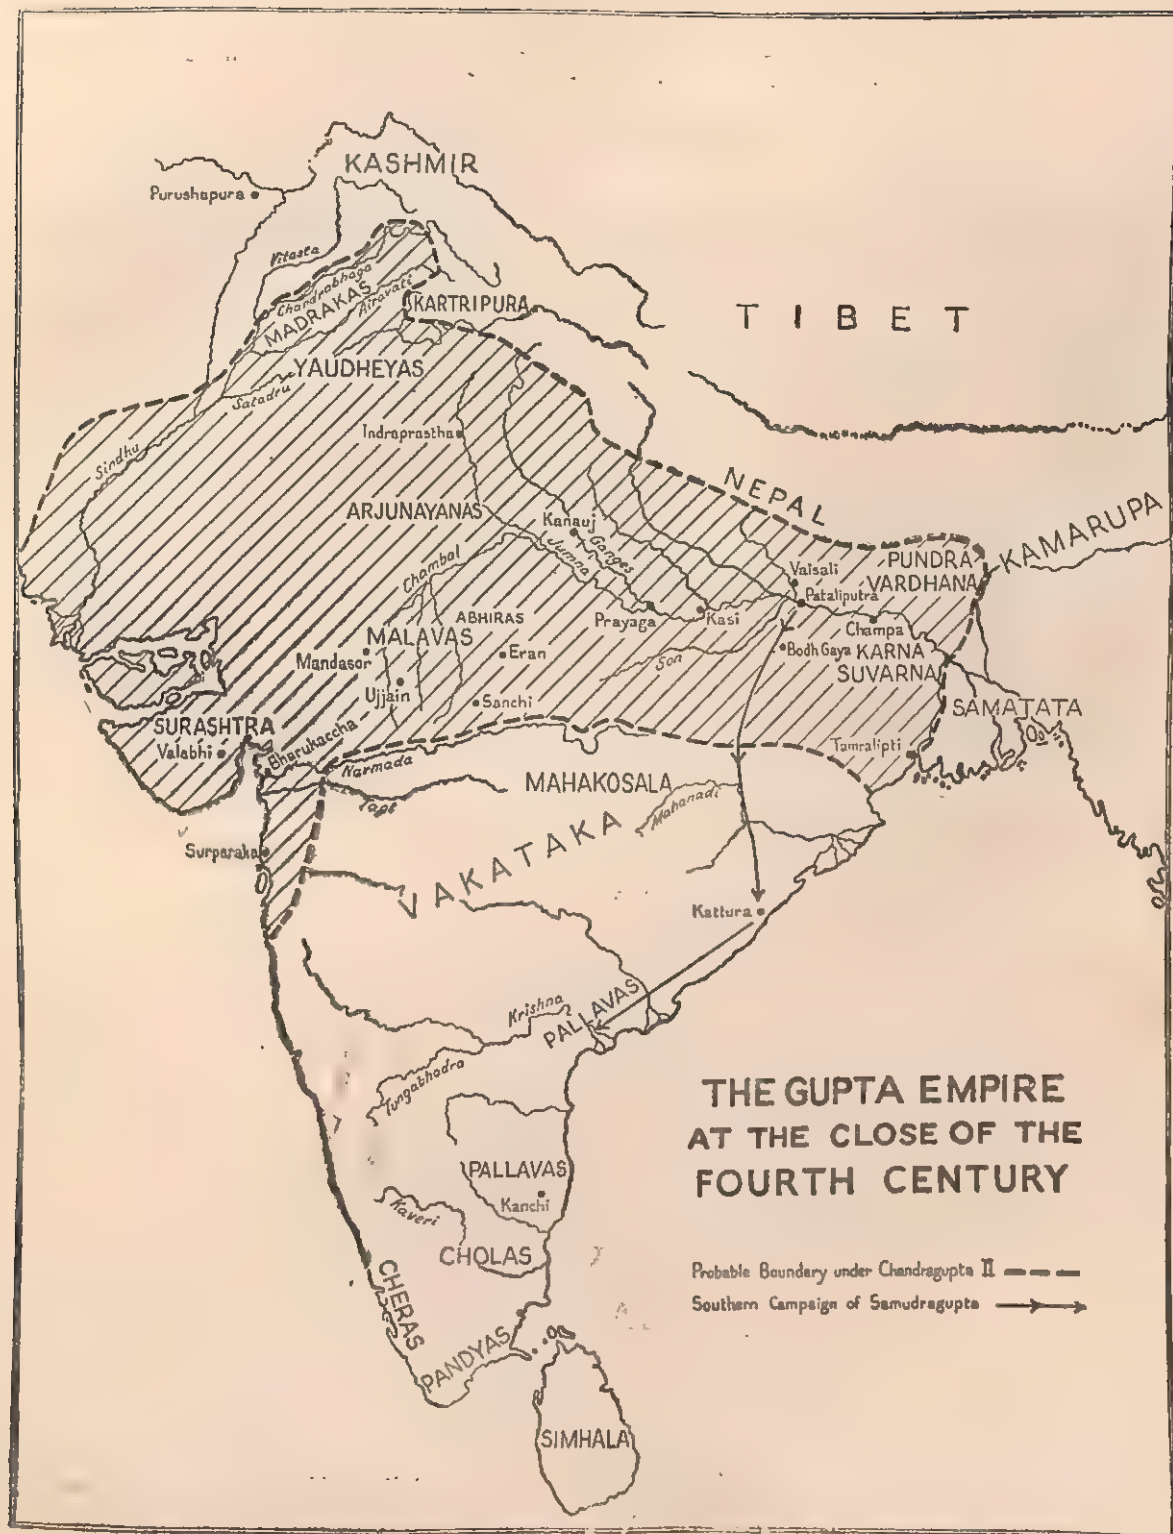 KASHMIR
Purushapura
Vitasta
Chandrabhaga
MADRAKAS
Airavati
KARTRIPURA
TIBET
YAUDHEYAS
Satadru
Indraprastha
Sindhu
NEPAL
ARJUNAYANAS
Kanauj
Ganges
Jumna
KAMARUPA
PUNDRA
VARDHANA
Chambal
Vaisali
Pataliputra
ABHIRAS
Prayaga
Kasi
Champa
MALAVAS
Mandasor
Eran
Son
Bodh Gaya
KARNA
SUVARNA
Ujjain
Sanchi
SAMATATA
SURASHTRA
Valabhi
Bharukaccha
Narmada
Tamralipti
MAHAKOSALA
Tapt
Mahanadi
VAKATAKA
Surparaka
Kattura
Krishna
PALLAVAS
Tungabhadra
THE GUPTA EMPIRE
AT THE CLOSE OF THE
FOURTH CENTURY
PALLAVAS
Kanchi
Kaveri
CHOLAS
Probable Boundary under Chandragupta II
Southern Campaign of Samudragupta
CHERAS
PANDYAS
SIMHALA